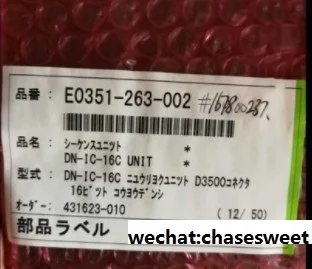 品番： E0351-263-002 #167800237.
品名： シーケンスユニット *
DN-IC-16C UNIT *
型式： DN-IC-16C ニュウリヨクユニット D3500コネクタ
16ビット コウヨウデンシ
オーダー： 431623-010 ( 12/ 50)
部品ラベル
wechat:chasesweet